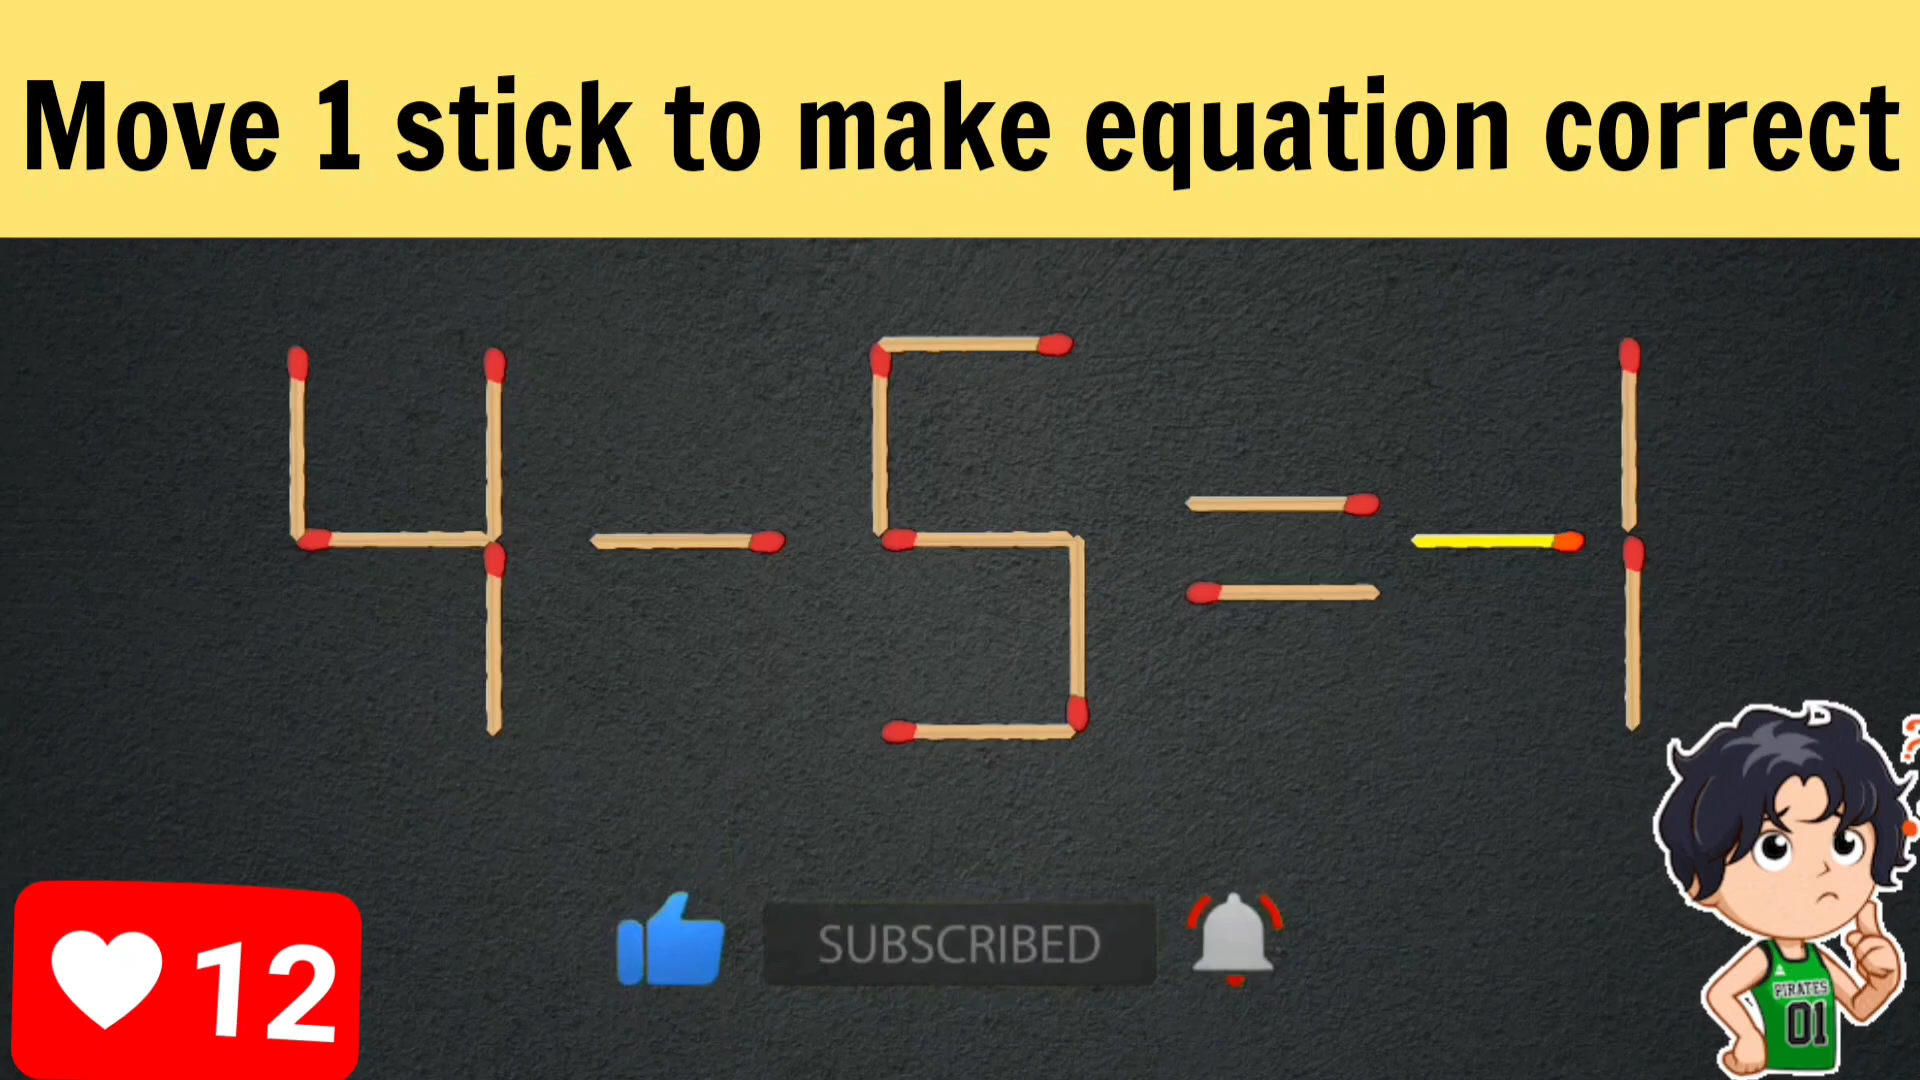 Move 1 stick to make equation correct
4 - 5 = -1
12
SUBSCRIBED
PIRATES
01